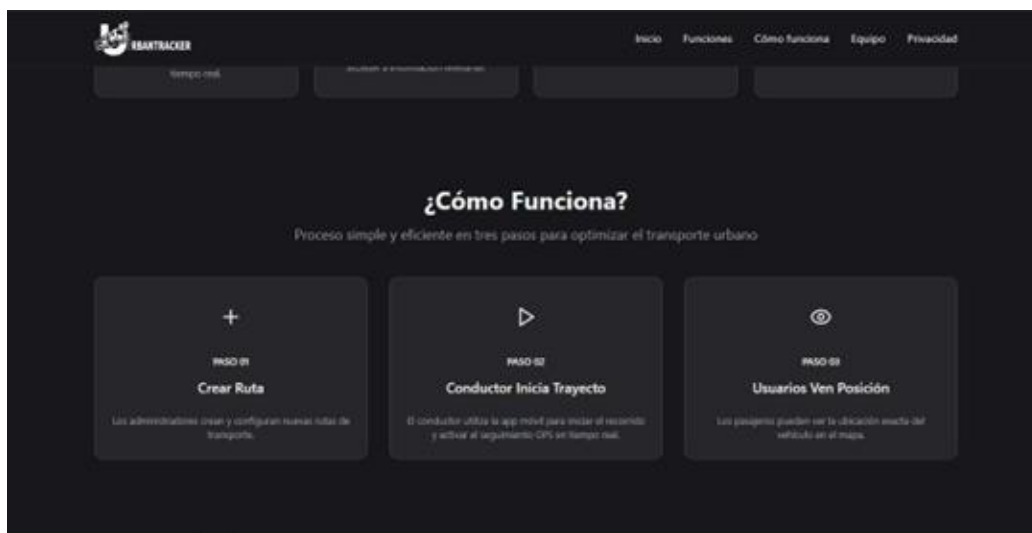 URBANTRACKER
Inicio Funciones Cómo funciona Equipo Privacidad
tiempo real.
¿Cómo Funciona?
Proceso simple y eficiente en tres pasos para optimizar el transporte urbano
PASO 01
Crear Ruta
Los administradores crean y configuran nuevas rutas de
transporte.
PASO 02
Conductor Inicia Trayecto
El conductor utiliza la app móvil para iniciar el recorrido
y activar el seguimiento GPS en tiempo real.
PASO 03
Usuarios Ven Posición
Los pasajeros pueden ver la ubicación exacta del
vehículo en el mapa.